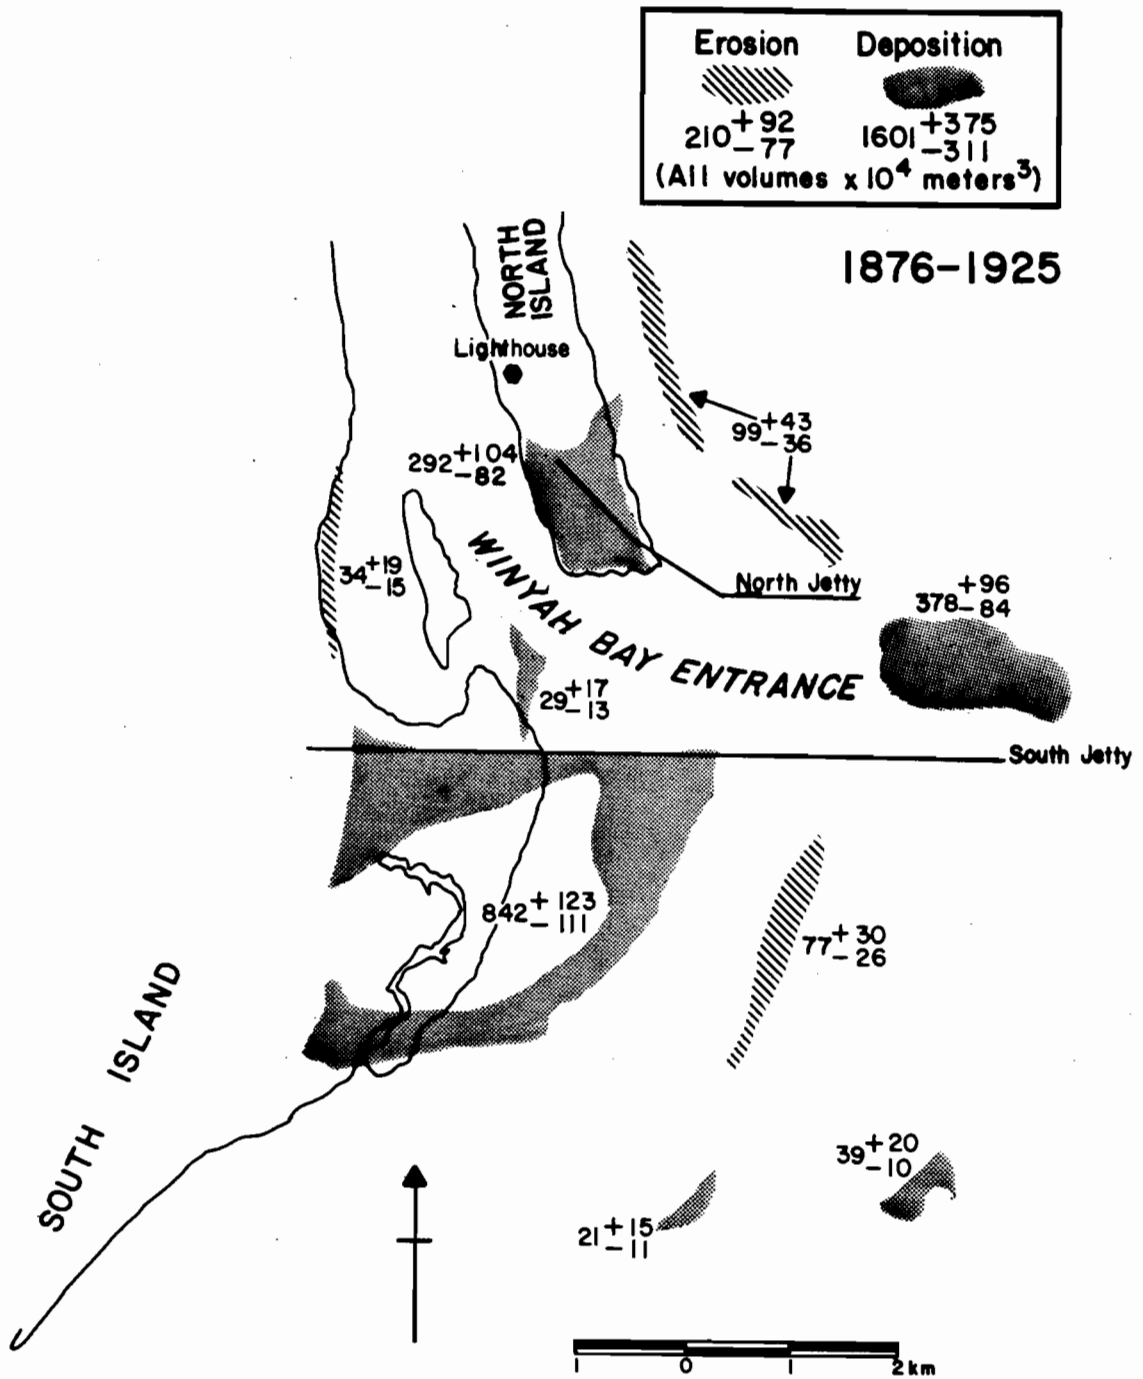 Erosion Deposition
210 +92 -77 1601 +375 -311
(All volumes x 10⁴ meters³)
1876-1925
NORTH
ISLAND
Lighthouse
99 +43 -36
292 +104 -82
34 +19 -15
WINYAH BAY ENTRANCE
North Jetty
378 +96 -84
29 +17 -13
South Jetty
842 +123 -111
77 +30 -26
SOUTH ISLAND
39 +20 -10
21 +15 -11
1 0 1 2 km